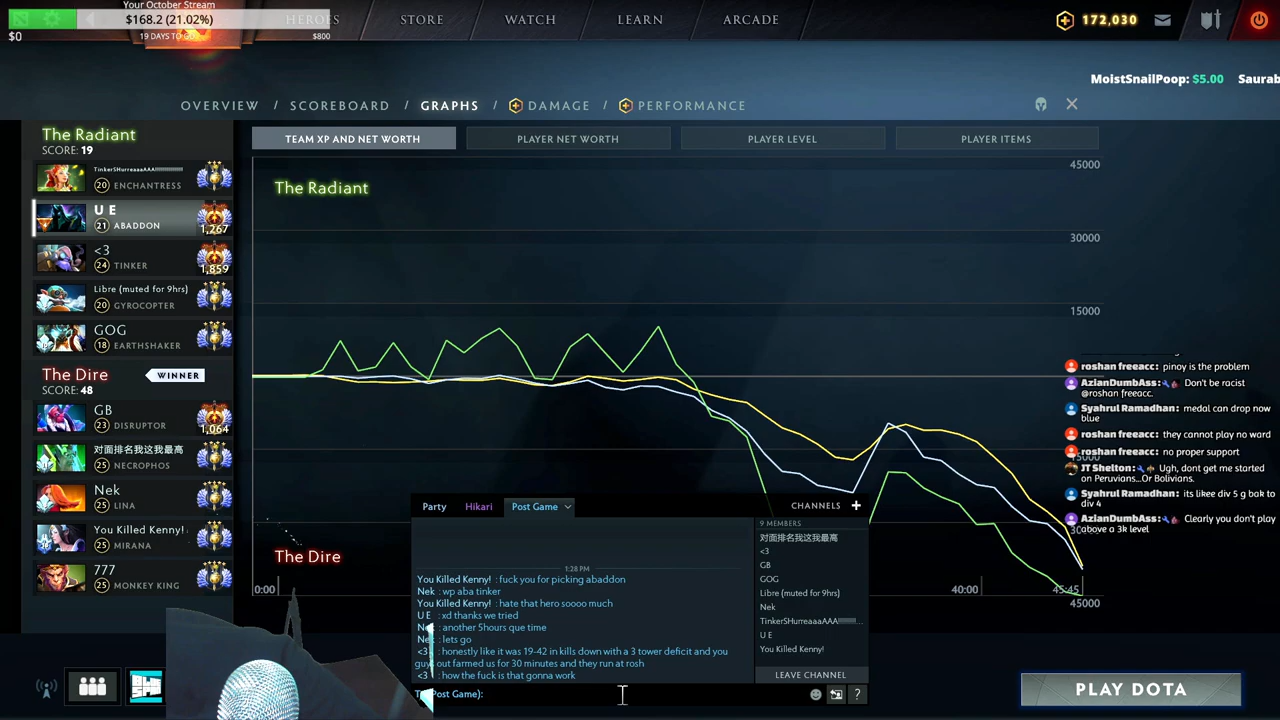 Your October Stream
$168.2 (21.02%)
$0
19 DAYS TO GO
$800
HEROES
STORE
WATCH
LEARN
ARCADE
172,030
MoistSnailPoop: $5.00 Saurab
OVERVIEW / SCOREBOARD / GRAPHS / DAMAGE / PERFORMANCE
TEAM XP AND NET WORTH
PLAYER NET WORTH
PLAYER LEVEL
PLAYER ITEMS
The Radiant
SCORE: 19
20 ENCHANTRESS
U E
21 ABADDON
1,267
<3
24 TINKER
1,859
Libre (muted for 9hrs)
20 GYROCOPTER
GOG
18 EARTHSHAKER
The Dire
SCORE: 48
WINNER
GB
23 DISRUPTOR
1,064
对面排名我这我最高
25 NECROPHOS
Nek
25 LINA
You Killed Kenny!
25 MIRANA
777
25 MONKEY KING
The Radiant
45000
30000
15000
15000
The Dire
0:00
40:00
45:45
45000
roshan freeacc: pinoy is the problem
AzianDumbAss: Don't be racist
@roshan freeacc.
Syahrul Ramadhan: medal can drop now
blue
roshan freeacc: they cannot play no ward
roshan freeacc: no proper support
JT Shelton: Ugh, dont get me started
on Peruvians...Or Bolivians.
Syahrul Ramadhan: its likee div 5 g bak to
div 4
AzianDumbAss: Clearly you don't play
above a 3k level
Party
Hikari
Post Game
CHANNELS
1:28 PM
You Killed Kenny! : fuck you for picking abaddon
Nek : wp aba tinker
You Killed Kenny! : hate that hero soooo much
U E : xd thanks we tried
Nek : another 5hours que time
Nek : lets go
<3 : honestly like it was 19-42 in kills down with a 3 tower deficit and you
guys out farmed us for 30 minutes and they run at rosh
<3 : how the fuck is that gonna work
To (Post Game):
9 MEMBERS
对面排名我这我最高
<3
GB
GOG
Libre (muted for 9hrs)
Nek
U E
You Killed Kenny!
LEAVE CHANNEL
PLAY DOTA